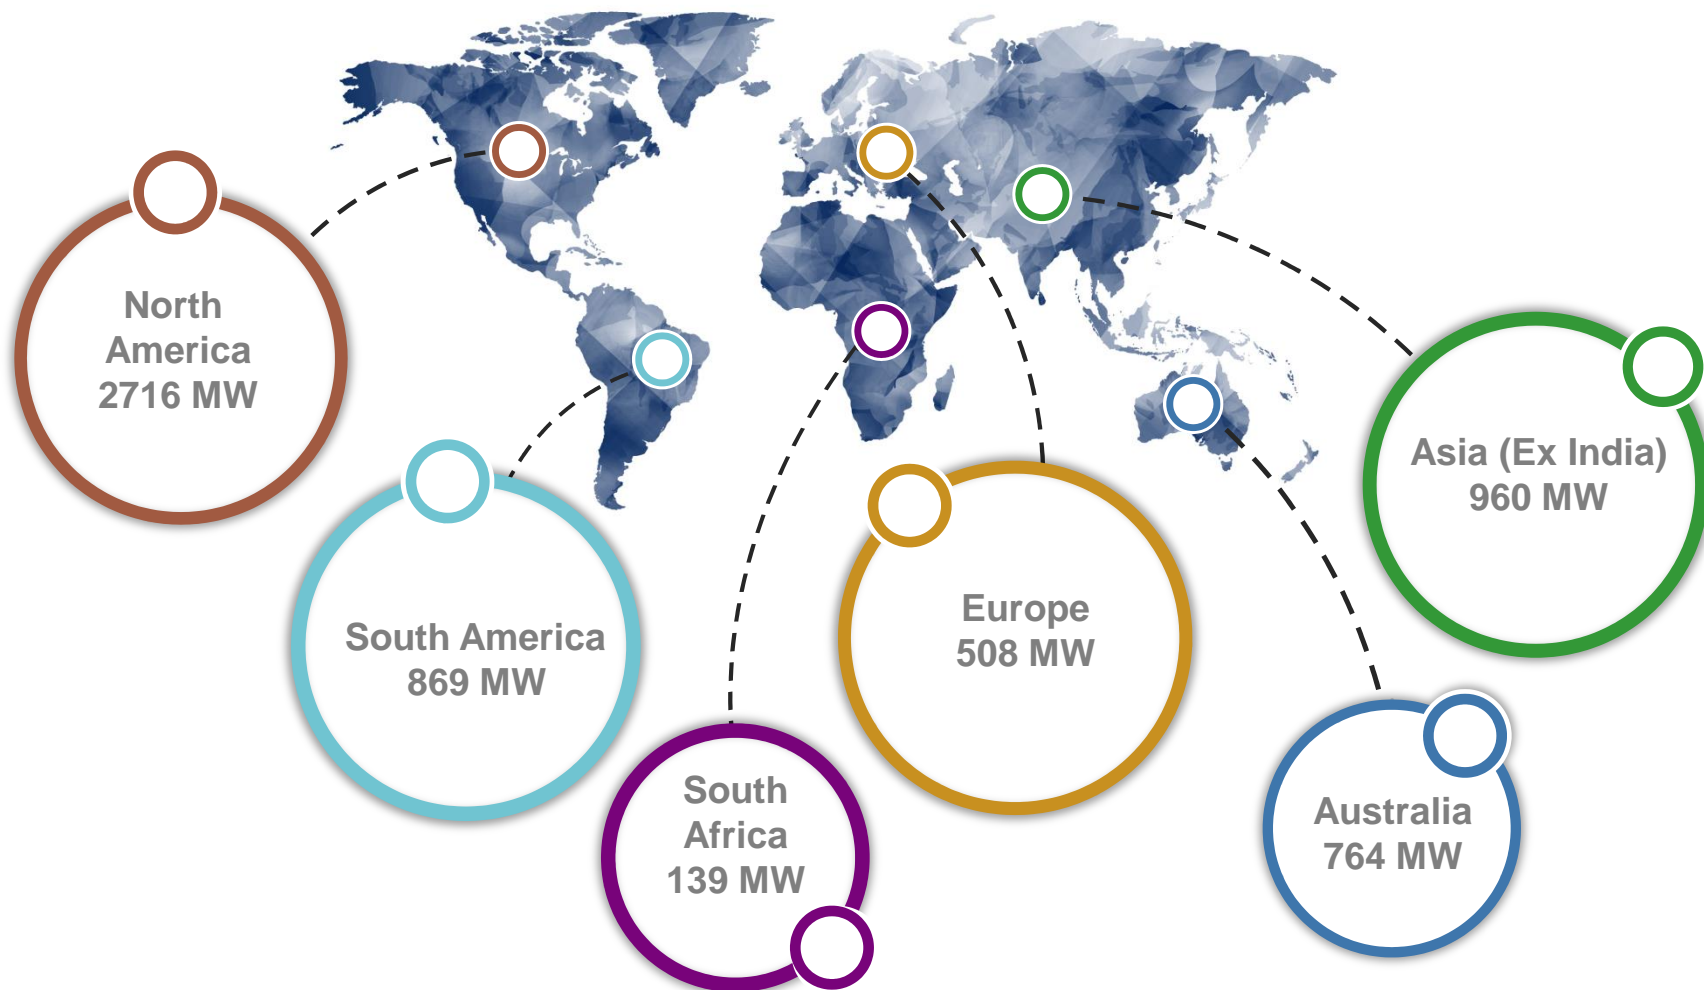 North
America
2716 MW
South America
869 MW
South
Africa
139 MW
Europe
508 MW
Australia
764 MW
Asia (Ex India)
960 MW